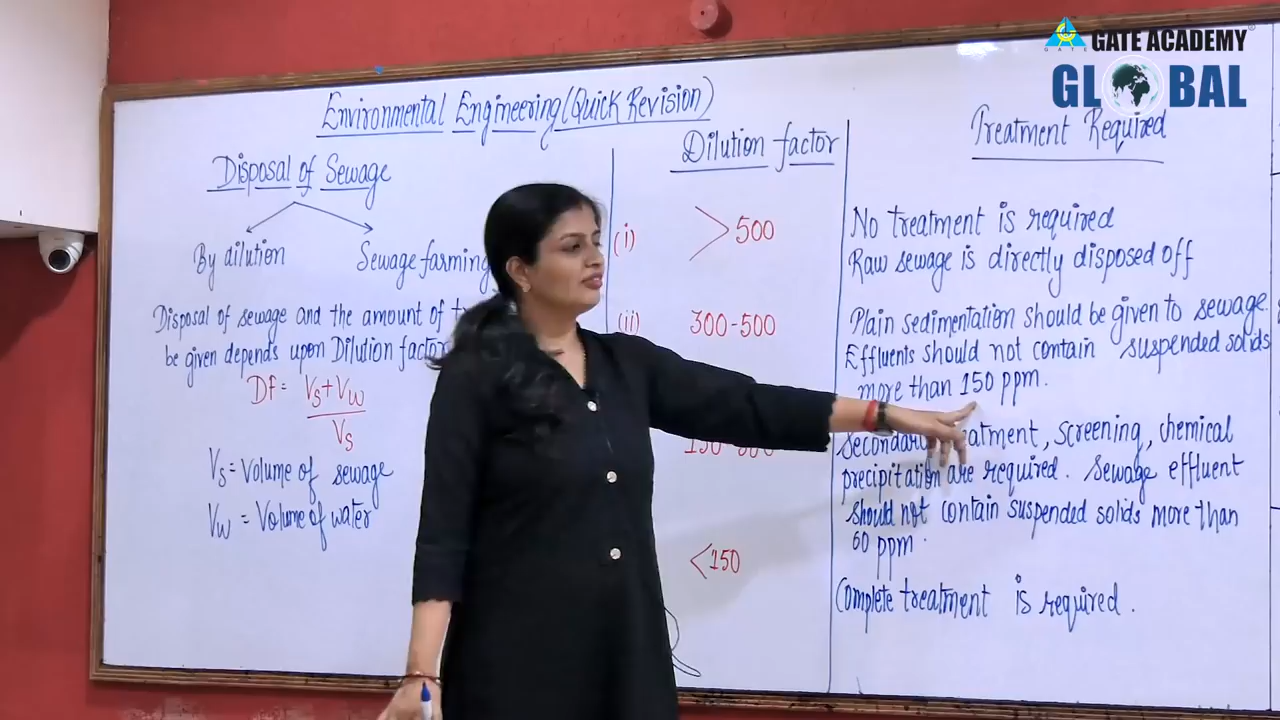 GATE ACADEMY
GATE
GLOBAL
Environmental Engineering (Quick Revision)
Disposal of Sewage
By dilution
Sewage farming
Disposal of sewage and the amount of
be given depends upon Dilution factor
Df = Vs + Vw
Vs
Vs = Volume of sewage
Vw = Volume of water
Dilution factor
Treatment Required
(i) > 500
No treatment is required
Raw sewage is directly disposed off
(ii) 300-500
Plain sedimentation should be given to sewage.
Effluents should not contain suspended solids
more than 150 ppm.
Secondary, screening, chemical
precipitation are required. Sewage effluent
should not contain suspended solids more than
60 ppm.
<150
Complete treatment is required.